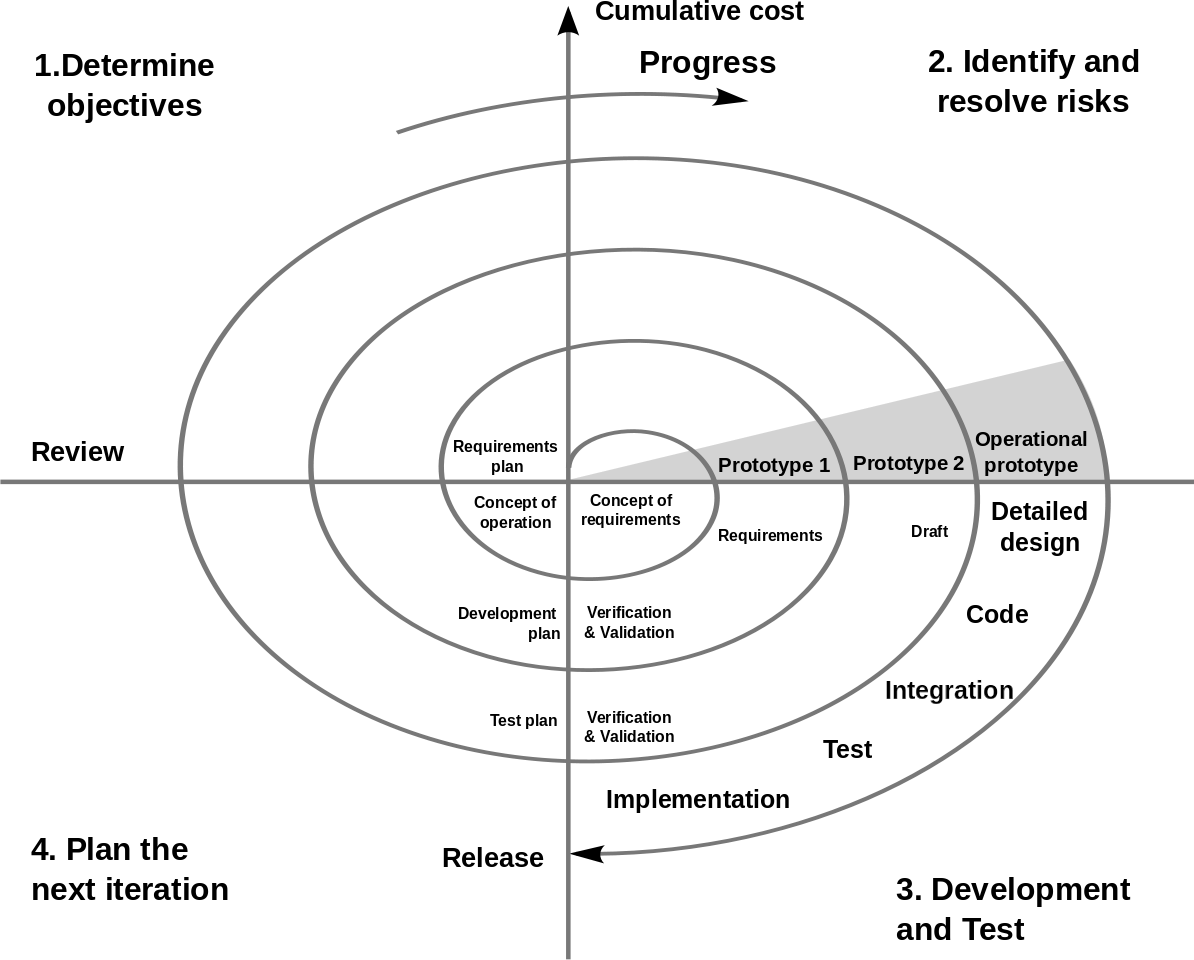 Cumulative cost
Progress
1.Determine
objectives
2. Identify and
resolve risks
Review
Requirements
plan
Prototype 1
Prototype 2
Operational
prototype
Concept of
operation
Concept of
requirements
Requirements
Draft
Detailed
design
Development
plan
Verification
& Validation
Code
Integration
Test plan
Verification
& Validation
Test
Implementation
Release
4. Plan the
next iteration
3. Development
and Test